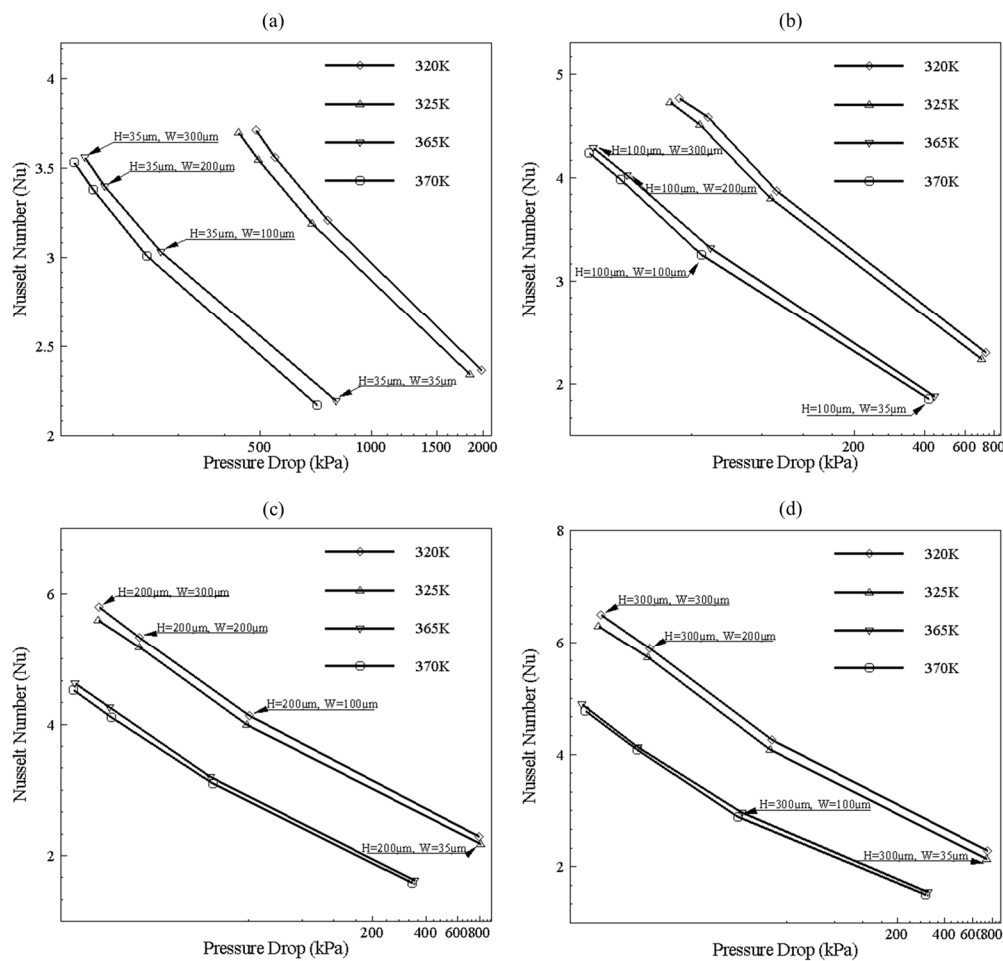 (a)
Nusselt Number (Nu)
4
3.5
3
2.5
2
320K
325K
365K
370K
H=35μm, W=300μm
H=35μm, W=200μm
H=35μm, W=100μm
H=35μm, W=35μm
500
1000
1500
2000
Pressure Drop (kPa)
(b)
Nusselt Number (Nu)
5
4
3
2
320K
325K
365K
370K
H=100μm, W=300μm
H=100μm, W=200μm
H=100μm, W=100μm
H=100μm, W=35μm
200
400
600
800
Pressure Drop (kPa)
(c)
Nusselt Number (Nu)
6
4
2
320K
325K
365K
370K
H=200μm, W=300μm
H=200μm, W=200μm
H=200μm, W=100μm
H=200μm, W=35μm
200
400
600
800
Pressure Drop (kPa)
(d)
Nusselt Number (Nu)
8
6
4
2
320K
325K
365K
370K
H=300μm, W=300μm
H=300μm, W=200μm
H=300μm, W=100μm
H=300μm, W=35μm
200
400
600
800
Pressure Drop (kPa)